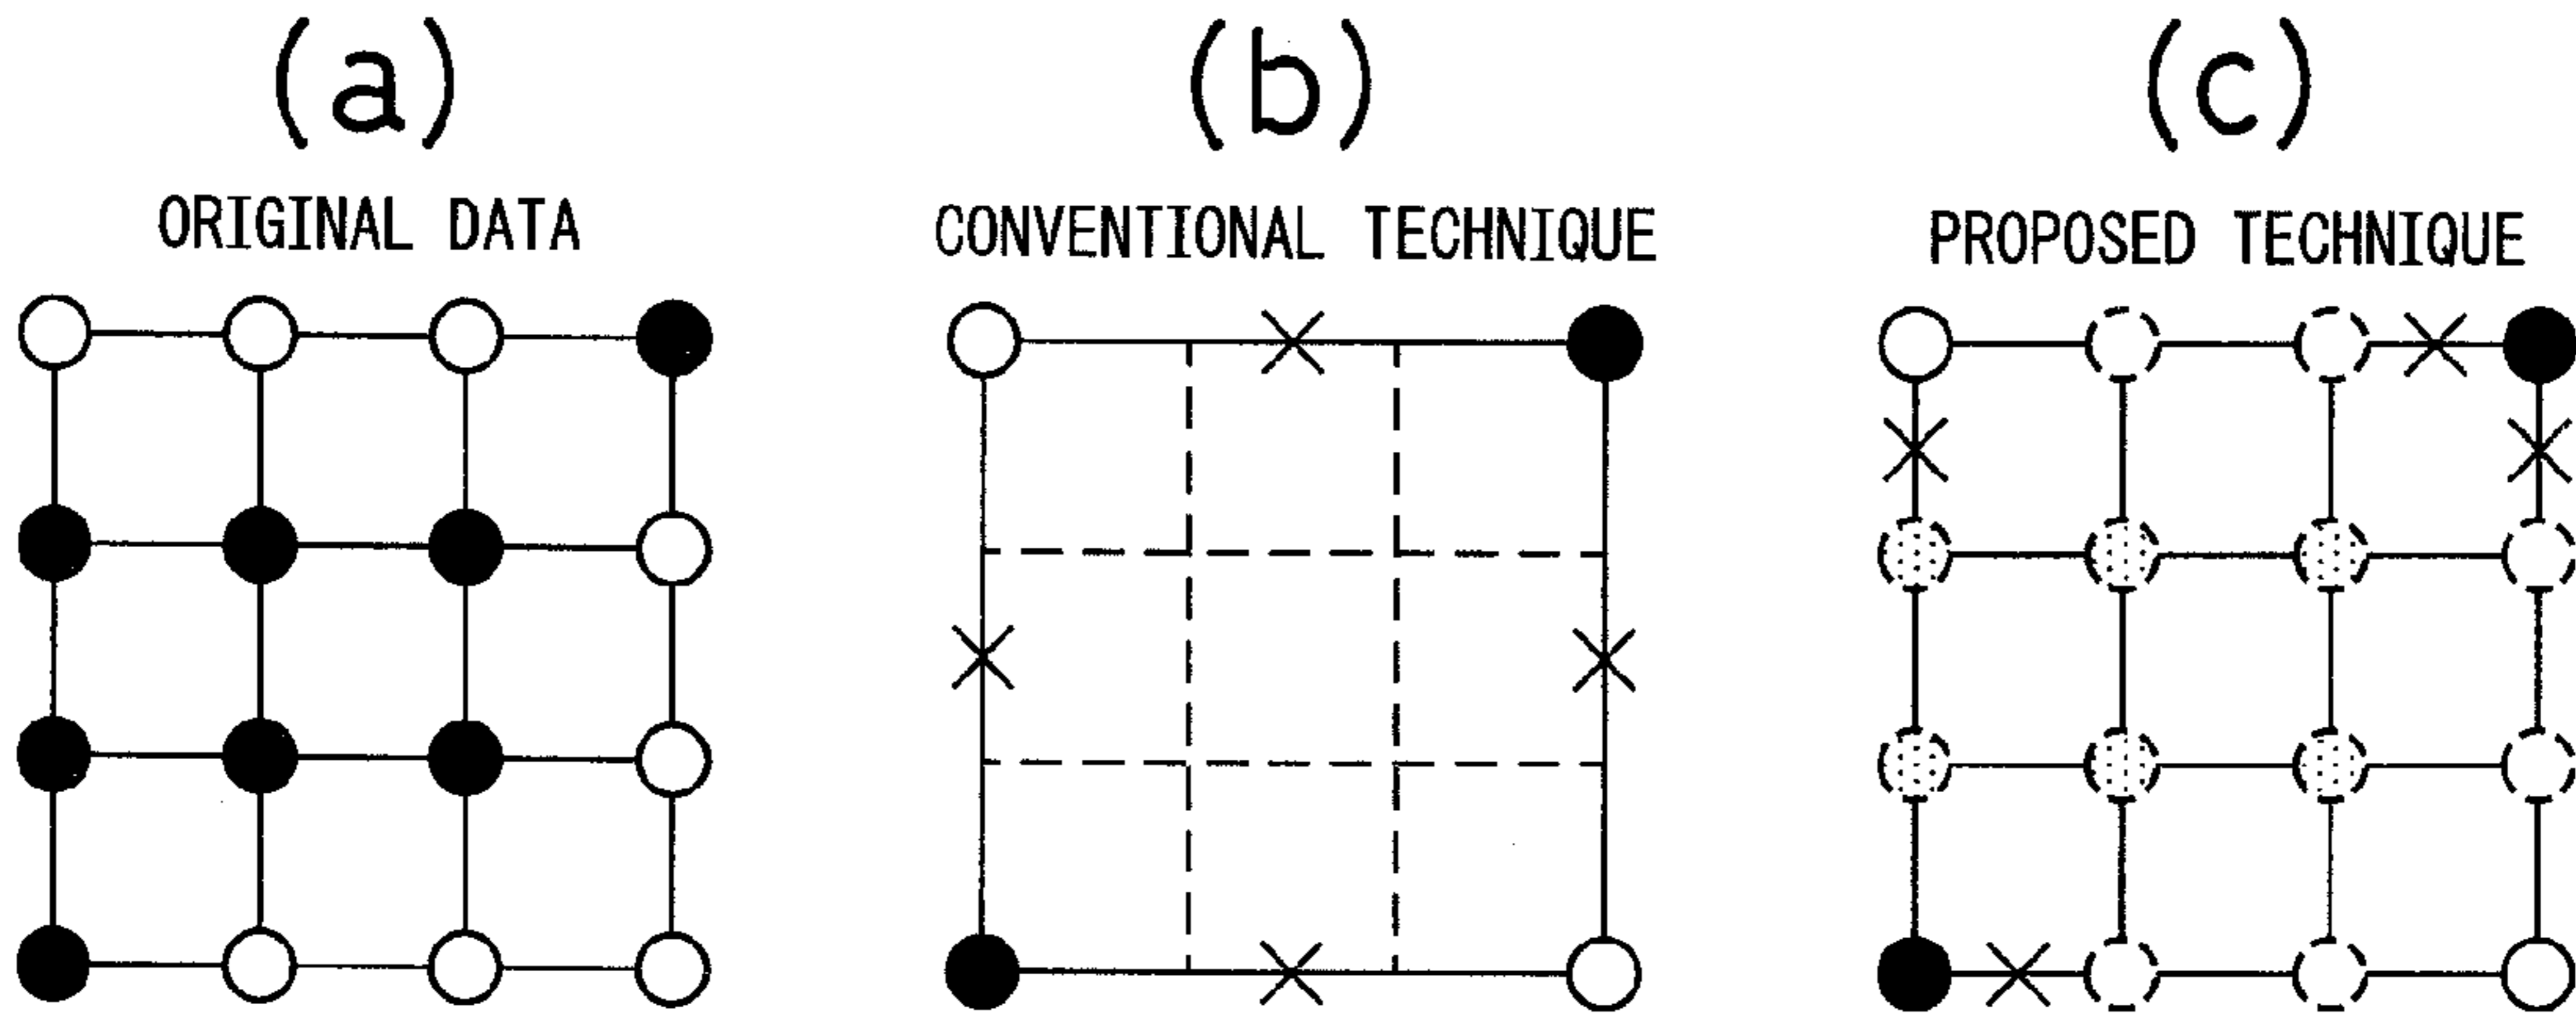 (a)
ORIGINAL DATA
(b)
CONVENTIONAL TECHNIQUE
(c)
PROPOSED TECHNIQUE